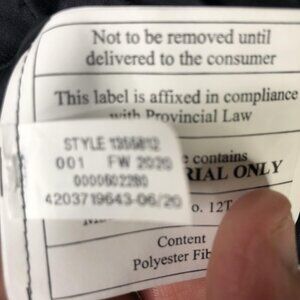 Not to be removed until
delivered to the consumer
This label is affixed in compliance
with Provincial Law
STYLE
001 FW 2020
0000602280
4203719643-06/20
contains
RIAL ONLY
o. 12T
Content
Polyester Fib